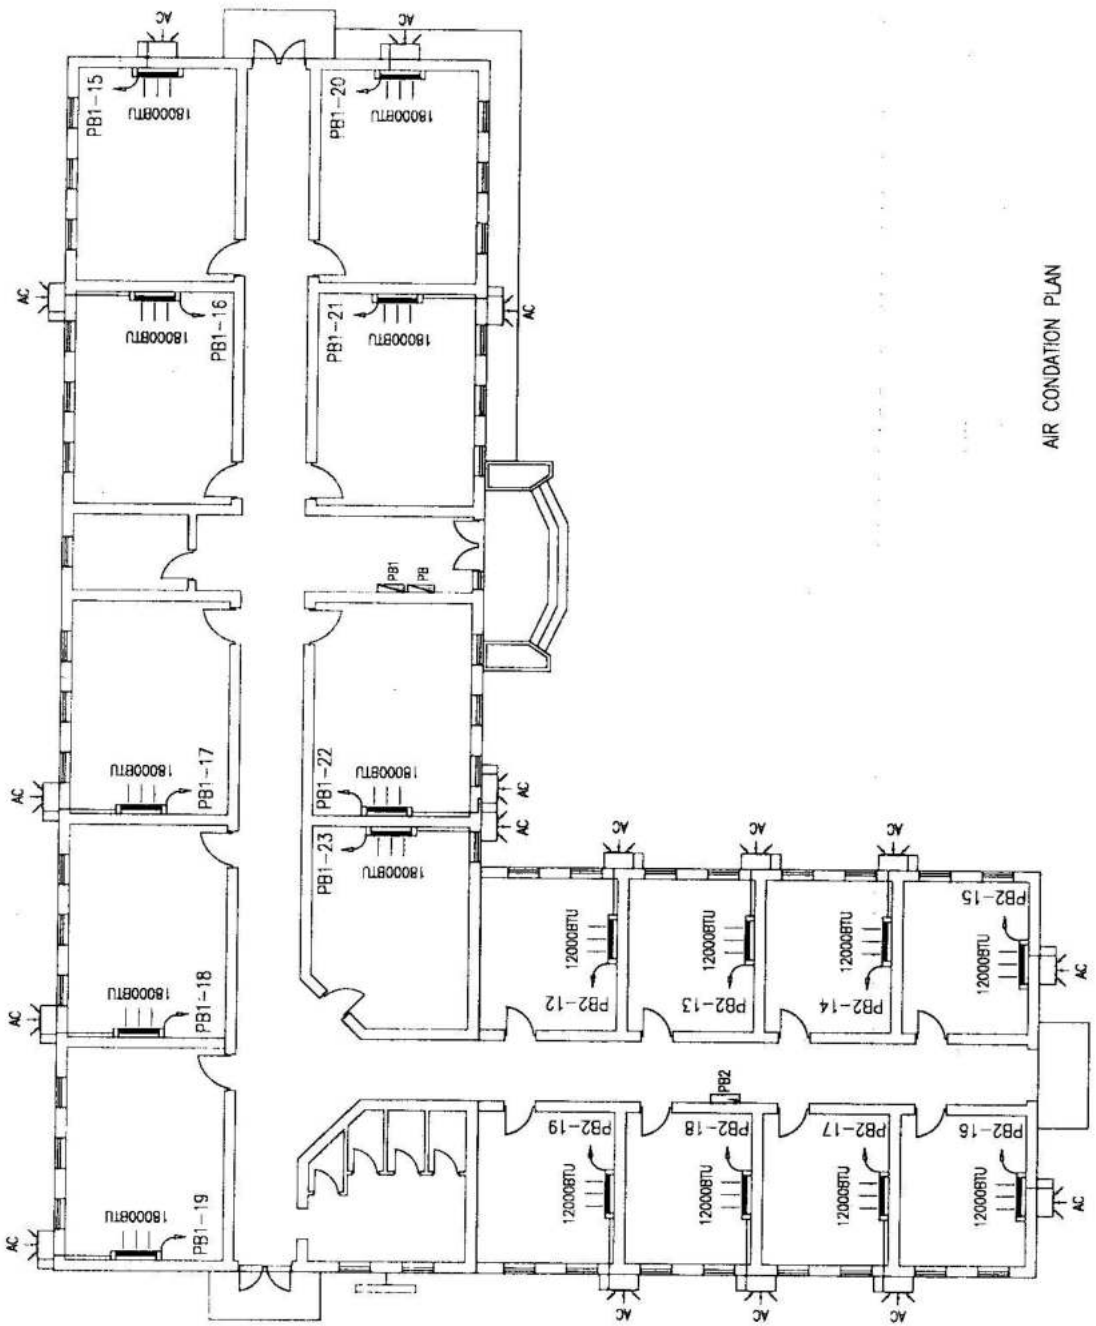 AC
AC
PB1-15
18000BTU
PB1-20
18000BTU
AC
18000BTU
PB1-16
PB1-21
18000BTU
AC
PB1
PB
AC
18000BTU
PB1-17
PB1-22
18000BTU
AC
AC
PB1-23
18000BTU
AC
18000BTU
PB1-18
AC
18000BTU
PB1-19
AC
AC
AC
12000BTU
PB2-12
12000BTU
PB2-13
12000BTU
PB2-14
PB2-15
12000BTU
AC
PB2
PB2-19
12000BTU
PB2-18
12000BTU
PB2-17
12000BTU
PB2-16
12000BTU
AC
AC
AC
AC
AIR CONDATION PLAN